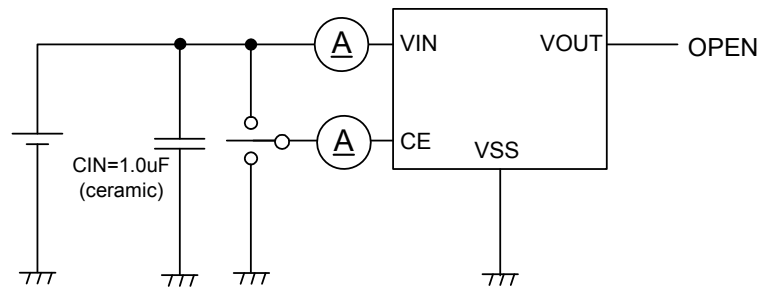 A VIN VOUT OPEN
A CE
VSS
CIN=1.0uF
(ceramic)